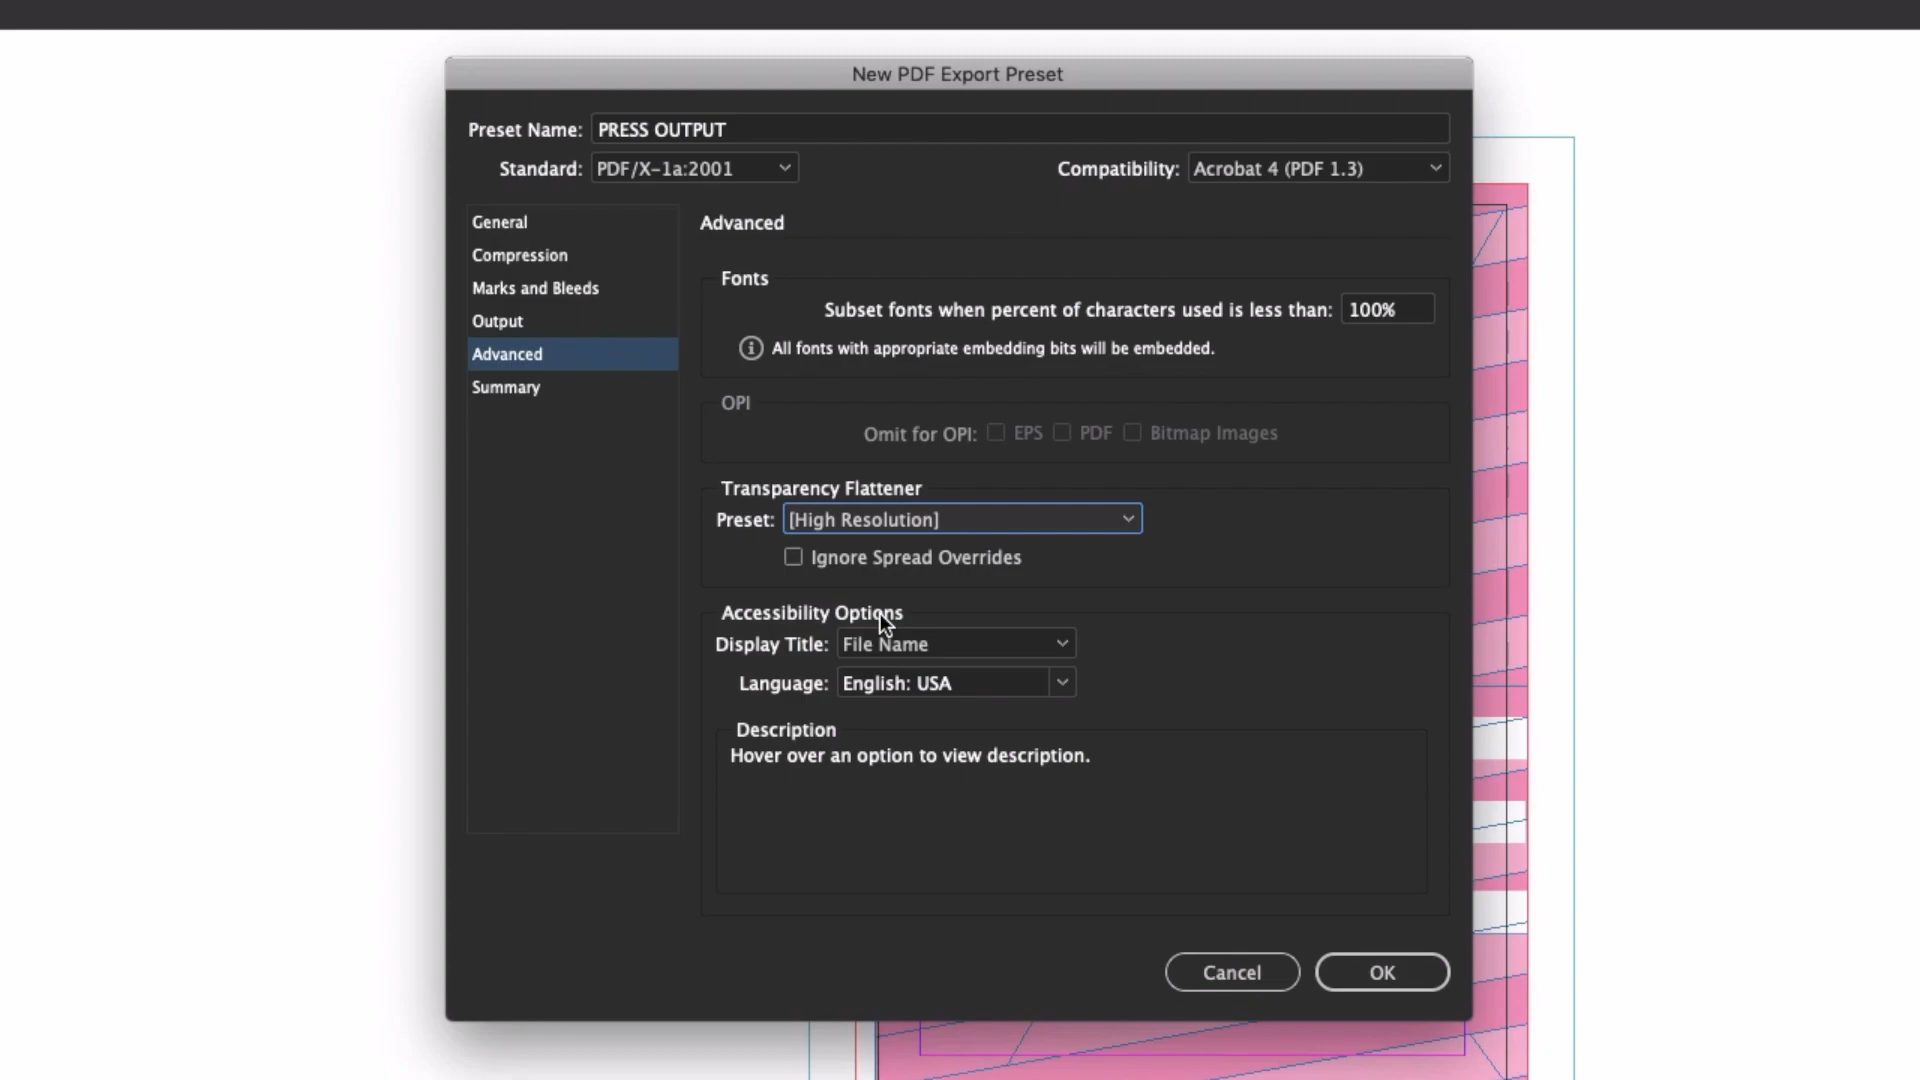 New PDF Export Preset
Preset Name: PRESS OUTPUT
Standard: PDF/X-1a:2001
Compatibility: Acrobat 4 (PDF 1.3)
General
Compression
Marks and Bleeds
Output
Advanced
Summary
Advanced
Fonts
Subset fonts when percent of characters used is less than: 100%
All fonts with appropriate embedding bits will be embedded.
OPI
Omit for OPI: EPS PDF Bitmap Images
Transparency Flattener
Preset: [High Resolution]
Ignore Spread Overrides
Accessibility Options
Display Title: File Name
Language: English: USA
Description
Hover over an option to view description.
Cancel OK